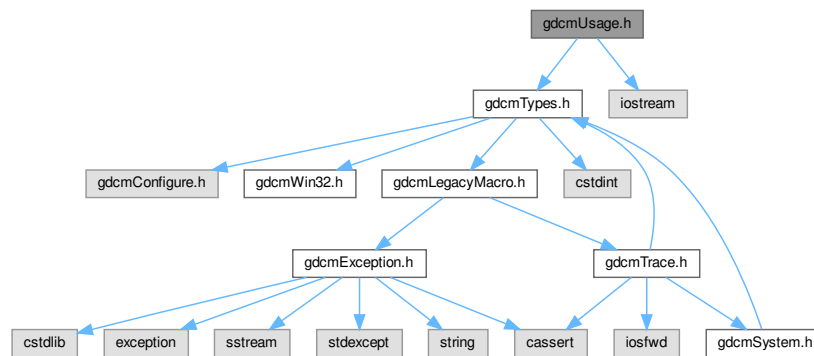 gdcmUsage.h
gdcmTypes.h
iostream
gdcmConfigure.h
gdcmWin32.h
gdcmLegacyMacro.h
cstdint
gdcmException.h
gdcmTrace.h
cstdlib
exception
sstream
stdexcept
string
cassert
iosfwd
gdcmSystem.h